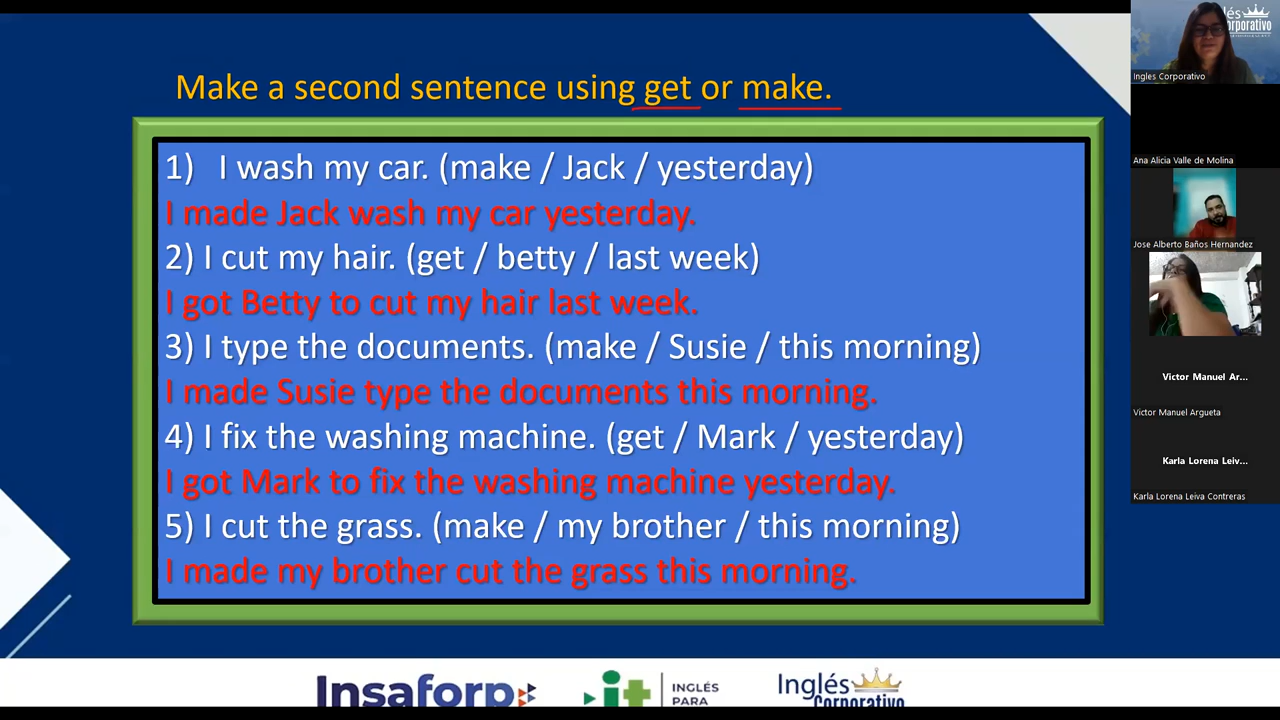 Make a second sentence using get or make.
1) I wash my car. (make / Jack / yesterday)
I made Jack wash my car yesterday.
2) I cut my hair. (get / betty / last week)
I got Betty to cut my hair last week.
3) I type the documents. (make / Susie / this morning)
I made Susie type the documents this morning.
4) I fix the washing machine. (get / Mark / yesterday)
I got Mark to fix the washing machine yesterday.
5) I cut the grass. (make / my brother / this morning)
I made my brother cut the grass this morning.
Insaforp
it
INGLÉS
PARA
Inglés
Corporativo
Ingles Corporativo
Ana Alicia Valle de Molina
Jose Alberto Baños Hernandez
Victor Manuel Ar...
Victor Manuel Argueta
Karla Lorena Leiv...
Karla Lorena Leiva Contreras